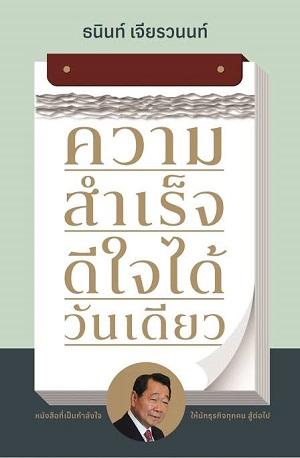 ธนินท์ เจียรวนนท์
ความ
สำเร็จ
ดีใจได้
วันเดียว
หนังสือที่เป็นกำลังใจ ให้นักธุรกิจทุกคน สู้ต่อไป